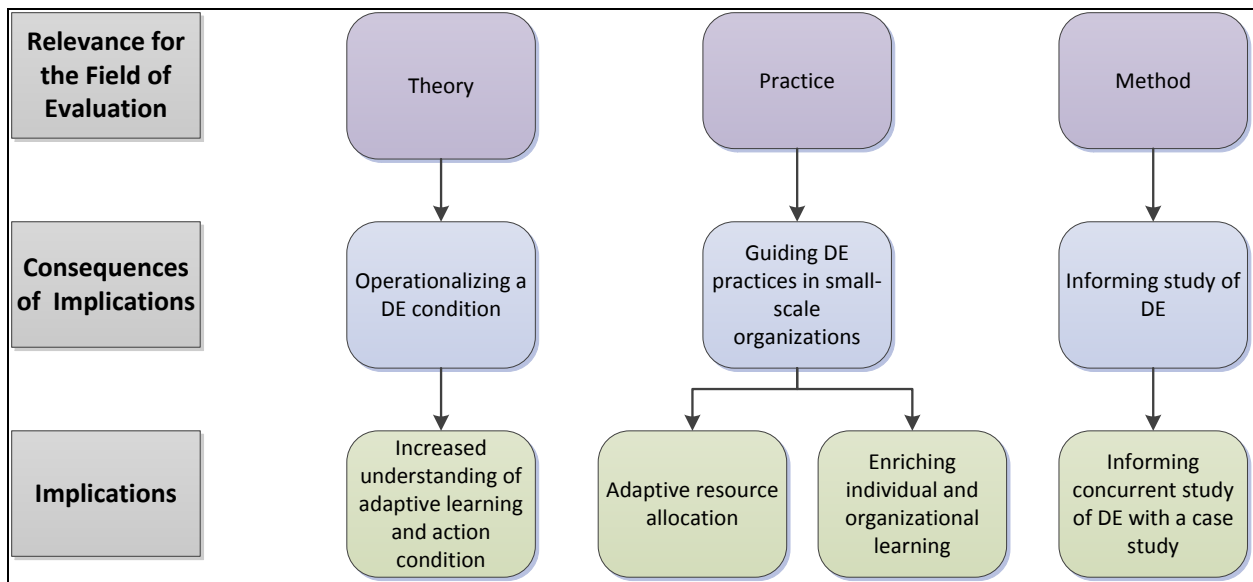 Relevance for
the Field of
Evaluation
Theory
Practice
Method
Consequences
of  Implications
Operationalizing a
DE condition
Guiding DE
practices in small-
scale
organizations
Informing study of
DE
Implications
Increased
understanding of
adaptive learning
and action
condition
Adaptive resource
allocation
Enriching
individual and
organizational
learning
Informing
concurrent study
of DE with a case
study